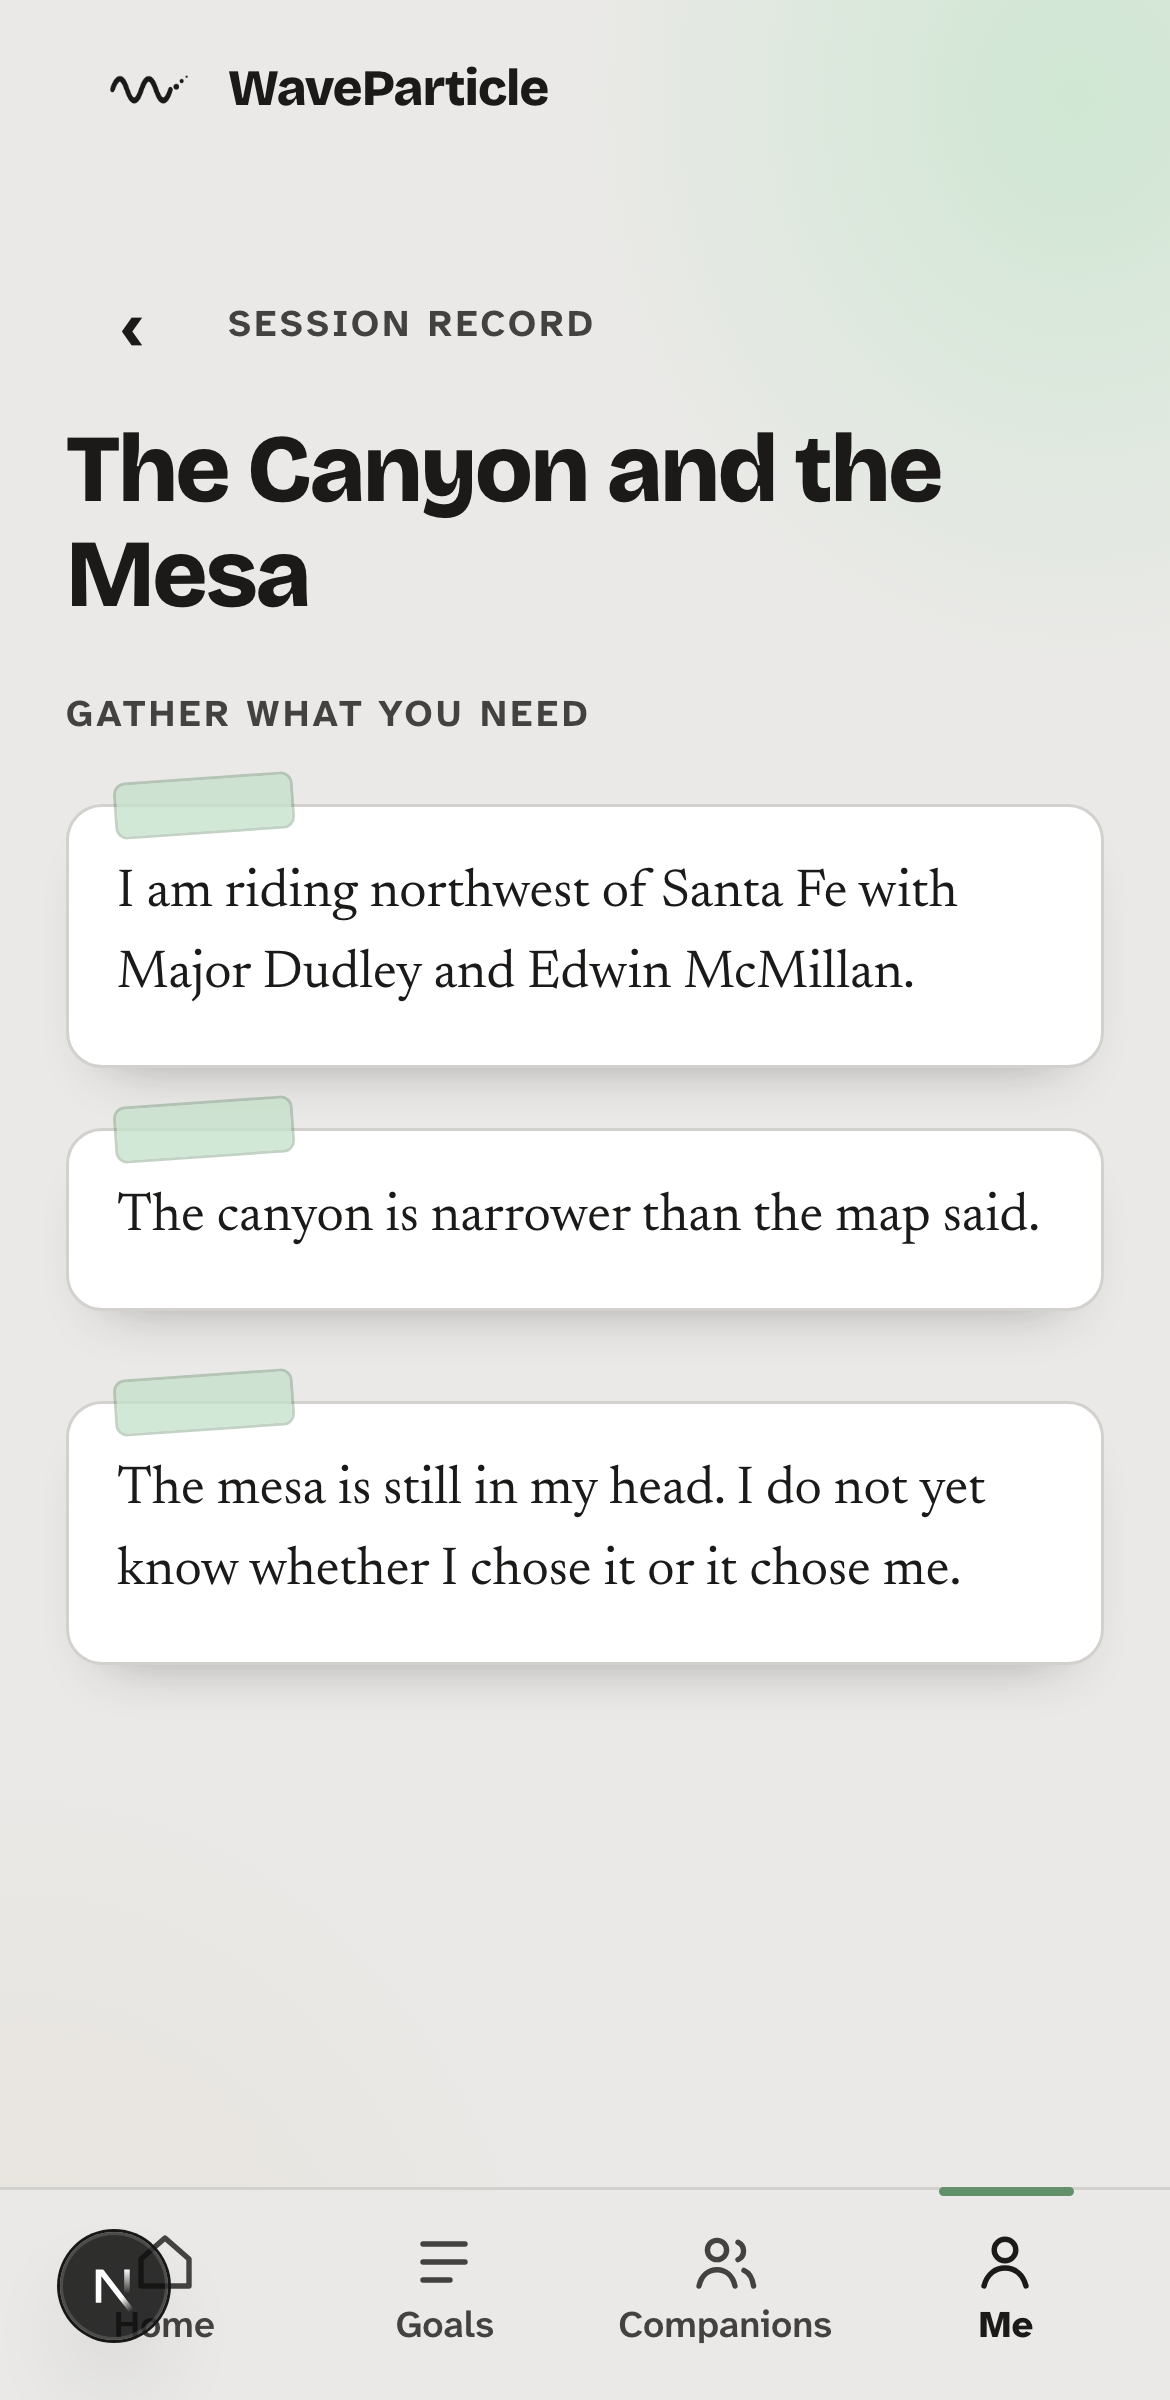 WaveParticle
‹ SESSION RECORD
The Canyon and the
Mesa
GATHER WHAT YOU NEED
I am riding northwest of Santa Fe with
Major Dudley and Edwin McMillan.
The canyon is narrower than the map said.
The mesa is still in my head. I do not yet
know whether I chose it or it chose me.
N
Home
Goals
Companions
Me